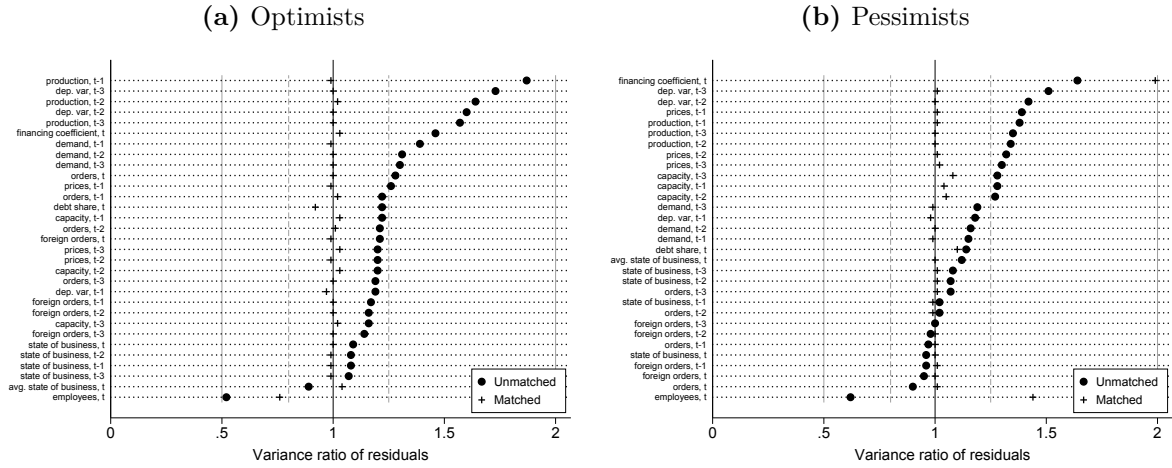 (a) Optimists
production, t-1
dep. var, t-3
production, t-2
dep. var, t-2
production, t-3
financing coefficient, t
demand, t-1
demand, t-2
demand, t-3
orders, t
prices, t-1
orders, t-1
debt share, t
capacity, t-1
orders, t-2
foreign orders, t
prices, t-3
prices, t-2
capacity, t-2
orders, t-3
dep. var, t-1
foreign orders, t-1
foreign orders, t-2
capacity, t-3
foreign orders, t-3
state of business, t
state of business, t-2
state of business, t-1
state of business, t-3
avg. state of business, t
employees, t
Unmatched
Matched
0 .5 1 1.5 2
Variance ratio of residuals
(b) Pessimists
financing coefficient, t
dep. var, t-3
dep. var, t-2
prices, t-1
production, t-1
production, t-3
production, t-2
prices, t-2
prices, t-3
capacity, t-3
capacity, t-1
capacity, t-2
demand, t-3
dep. var, t-1
demand, t-2
demand, t-1
debt share, t
avg. state of business, t
state of business, t-3
state of business, t-2
orders, t-3
state of business, t-1
orders, t-2
foreign orders, t-3
foreign orders, t-2
orders, t-1
state of business, t
foreign orders, t-1
foreign orders, t
orders, t
employees, t
Unmatched
Matched
0 .5 1 1.5 2
Variance ratio of residuals